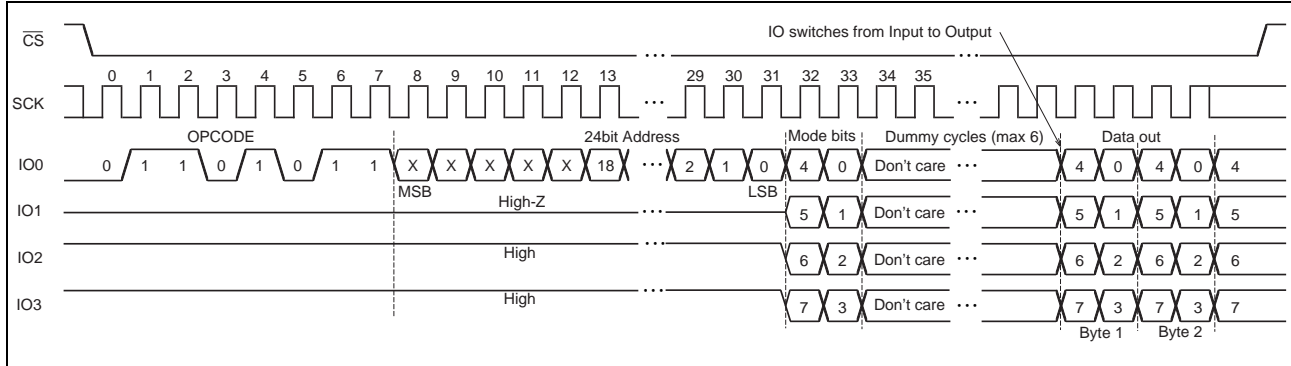 IO switches from Input to Output
CS ...
0 1 2 3 4 5 6 7 8 9 10 11 12 13 29 30 31 32 33 34 35
SCK ... ...
OPCODE 24bit Address Mode bits Dummy cycles (max 6) Data out
IO0 0 1 1 0 1 0 1 1 X X X X X 18 ... 2 1 0 4 0 Don't care ... 4 0 4 0 4
MSB LSB
IO1 High-Z ... 5 1 Don't care ... 5 1 5 1 5
IO2 High ... 6 2 Don't care ... 6 2 6 2 6
IO3 High ... 7 3 Don't care ... 7 3 7 3 7
Byte 1 Byte 2